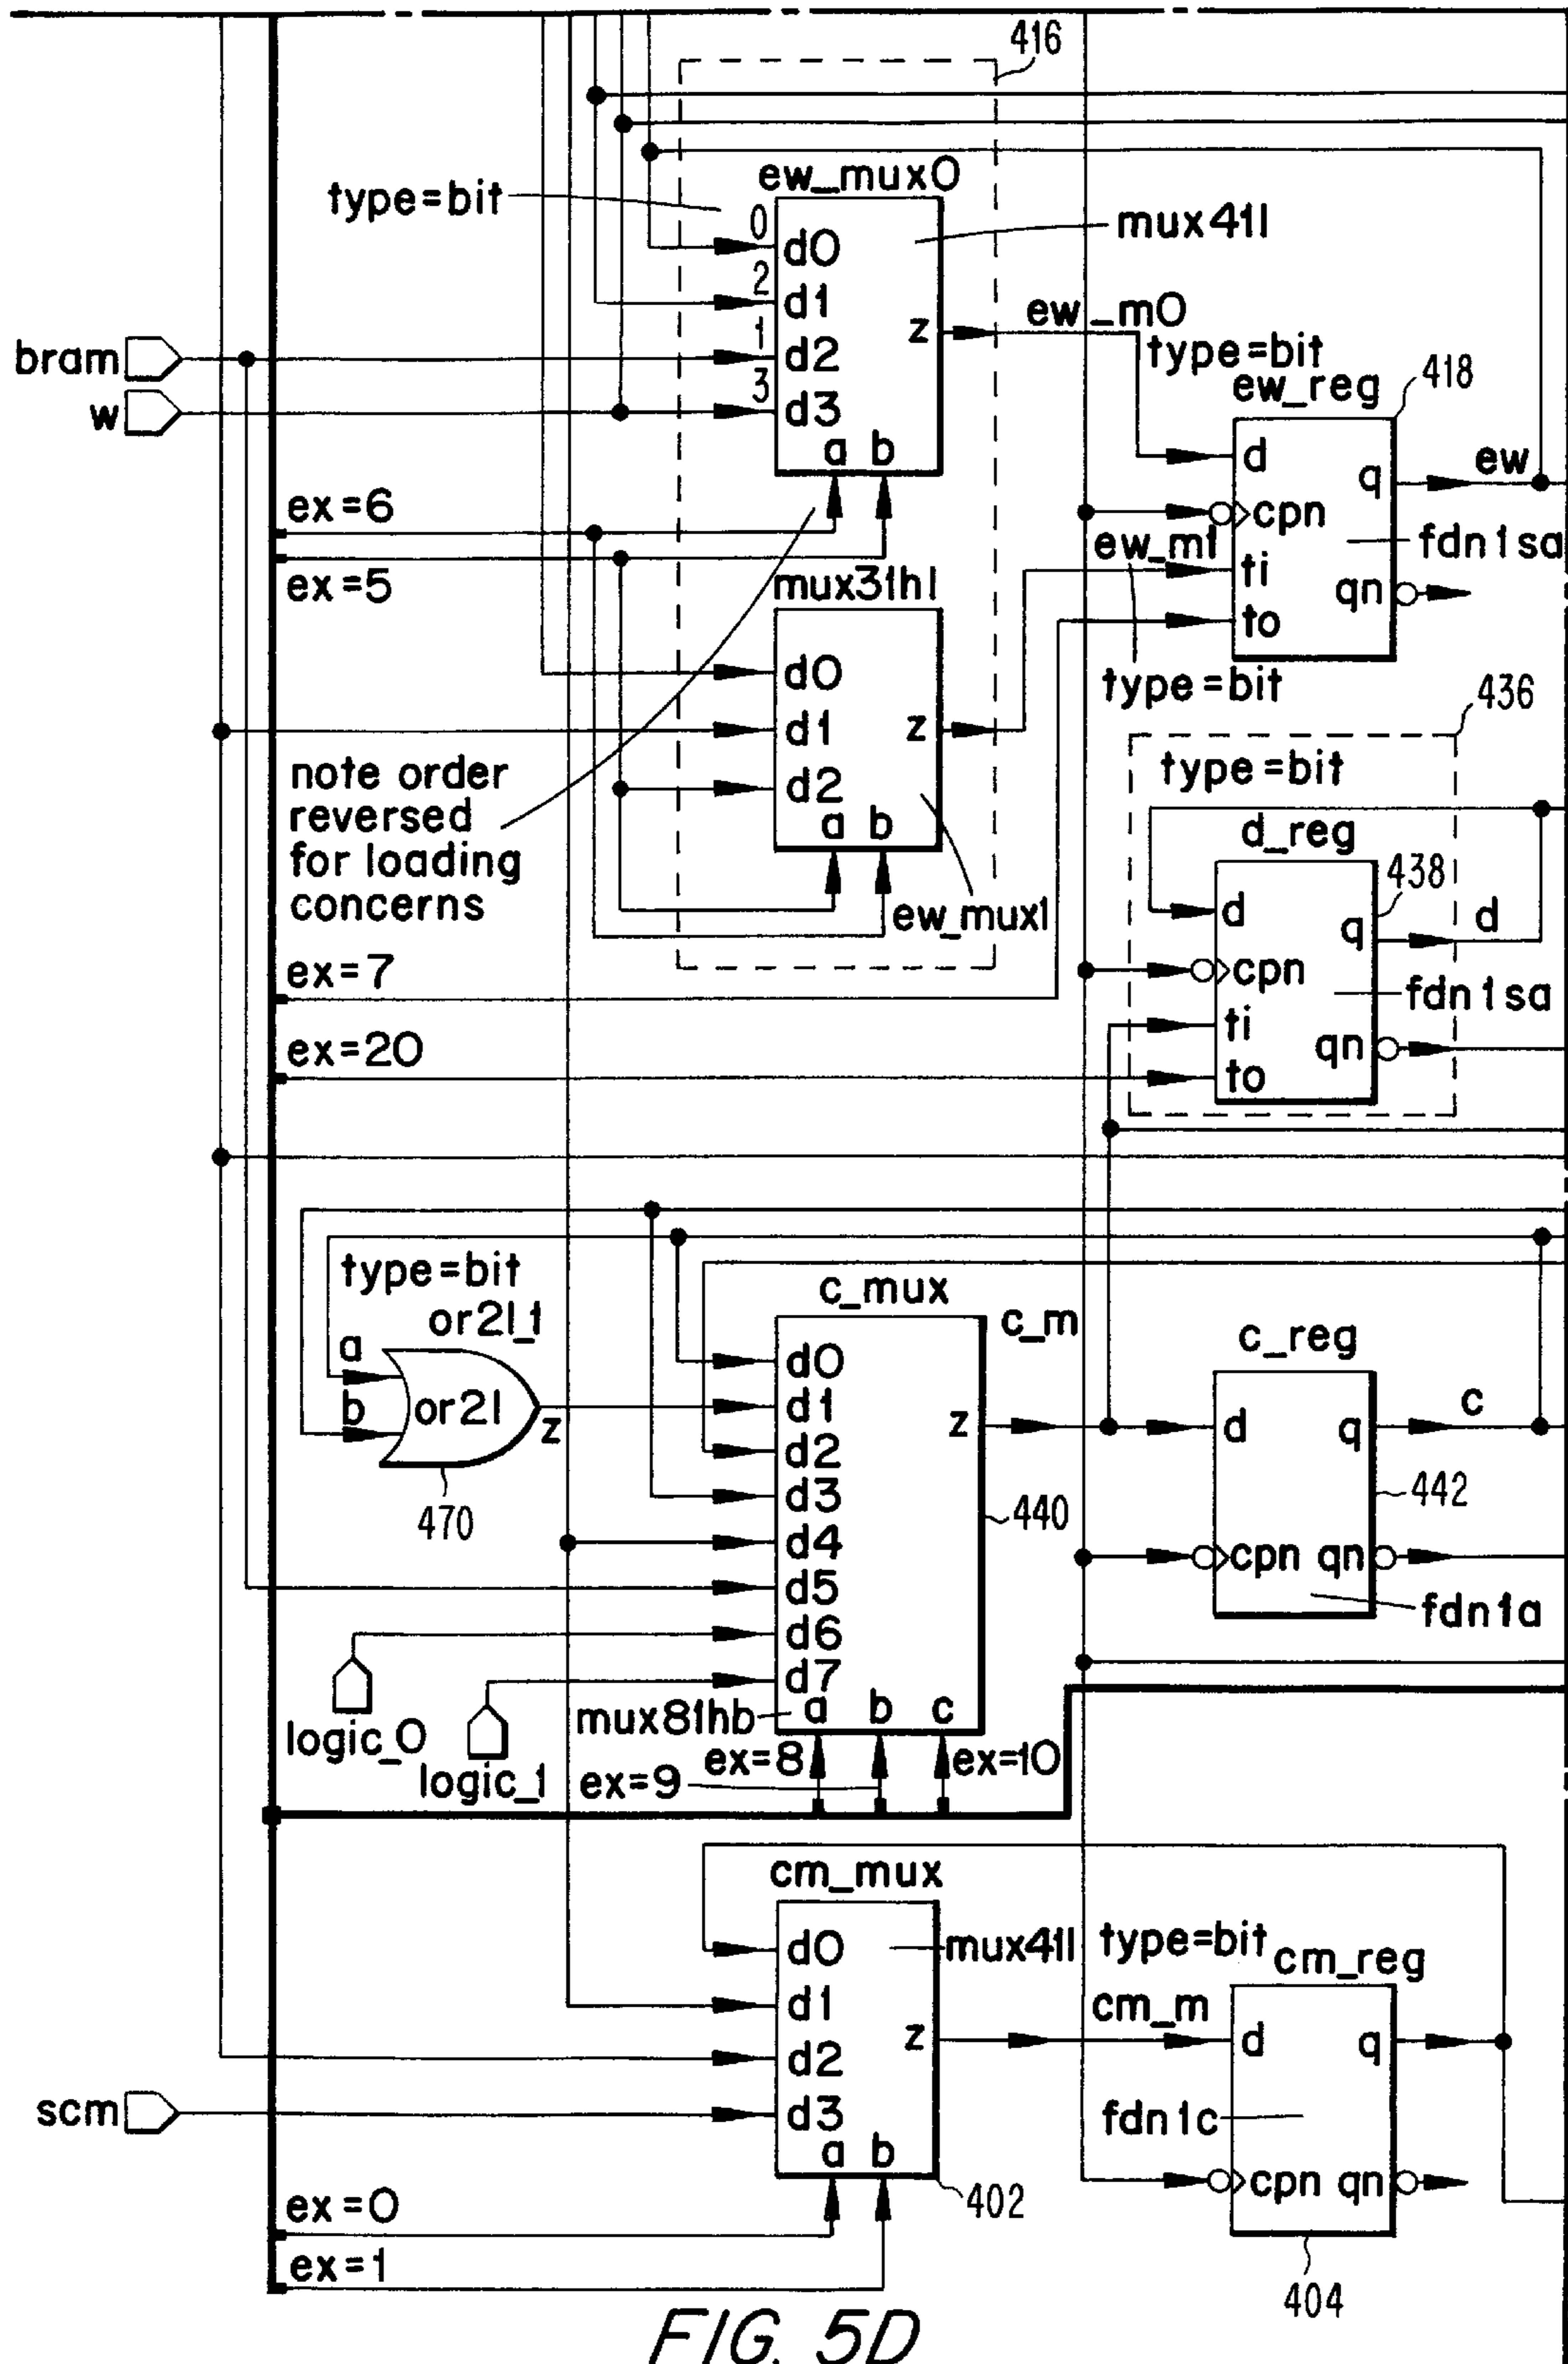 416
type=bit
ew_mux0
mux41l
0
d0
2
d1
1
d2
3
d3
z
a b
ew_m0
type=bit
ew_reg
418
bram
w
d
q
ew
cpn
fdn1sa
ew_m1
ti
qn
to
type=bit
ex=6
ex=5
mux31hl
d0
d1
d2
z
a b
ew_mux1
note order
reversed
for loading
concerns
436
type=bit
d_reg
438
d
q
d
cpn
fdn1sa
ti
qn
to
ex=7
ex=20
type=bit
or2l_1
a
b
or2l
z
470
c_mux
c_m
d0
d1
d2
d3
d4
d5
d6
d7
z
440
mux81hb
a b c
c_reg
d
q
c
442
cpn qn
fdn1a
logic_0
logic_1
ex=8
ex=9
ex=10
cm_mux
mux41l
d0
d1
d2
d3
z
a b
402
type=bit
cm_reg
cm_m
d
q
fdn1c
cpn qn
404
scm
ex=0
ex=1
FIG. 5D